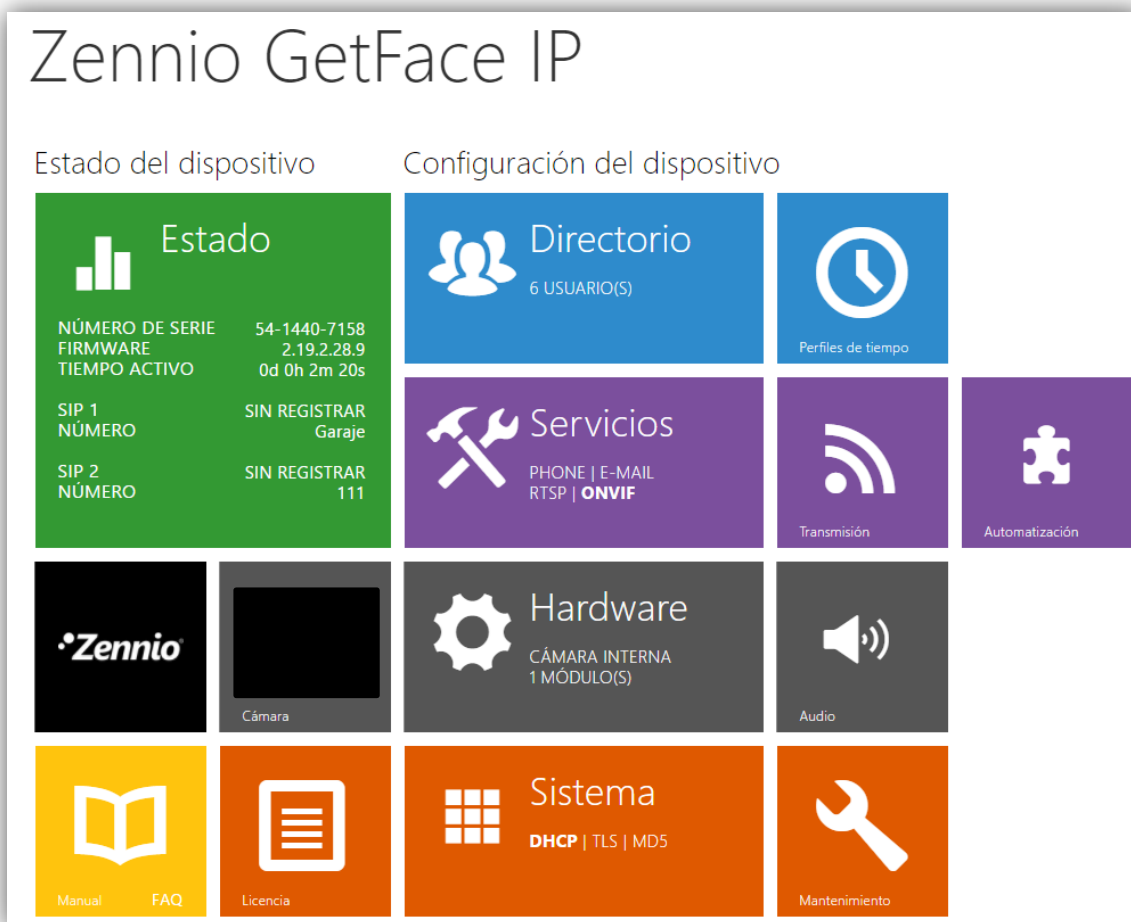 Zennio GetFace IP
Estado del dispositivo
Configuración del dispositivo
Estado
NÚMERO DE SERIE 54-1440-7158
FIRMWARE 2.19.2.28.9
TIEMPO ACTIVO 0d 0h 2m 20s
SIP 1 SIN REGISTRAR
NÚMERO Garaje
SIP 2 SIN REGISTRAR
NÚMERO 111
Directorio
6 USUARIO(S)
Perfiles de tiempo
Servicios
PHONE | E-MAIL
RTSP | ONVIF
Transmisión
Automatización
Zennio
Cámara
Hardware
CÁMARA INTERNA
1 MÓDULO(S)
Audio
Manual FAQ
Licencia
Sistema
DHCP | TLS | MD5
Mantenimiento